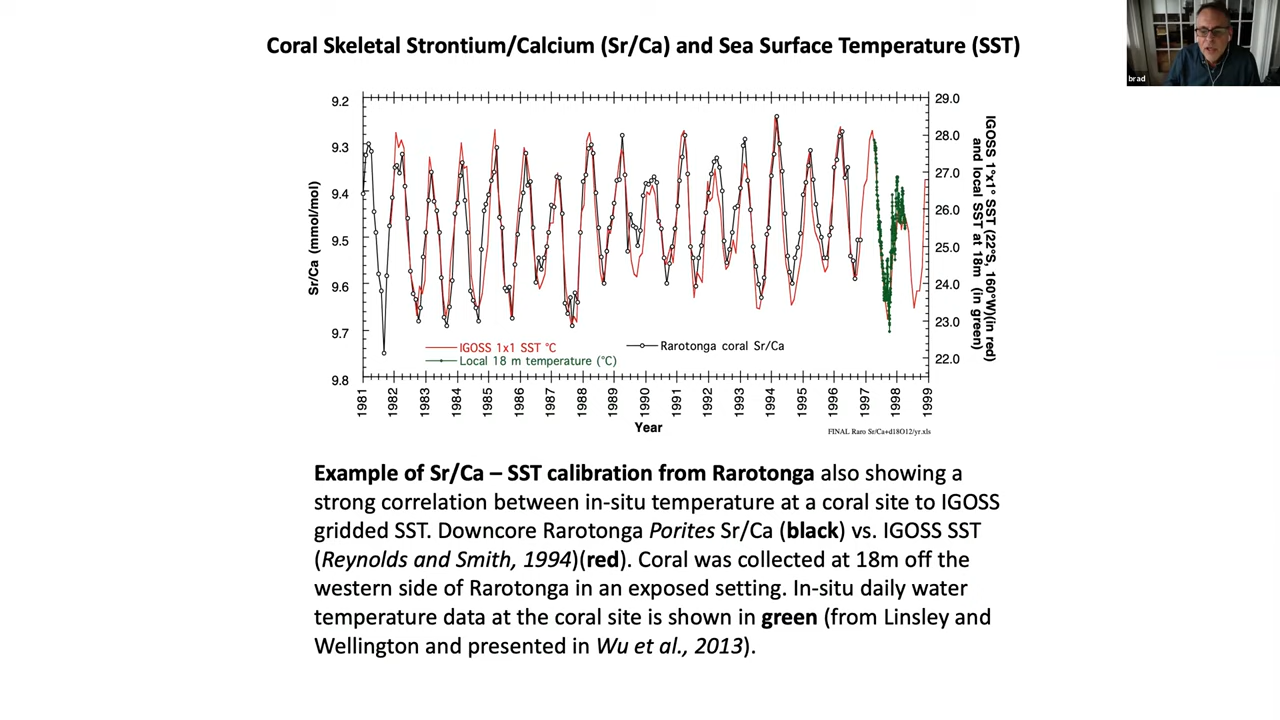 Coral Skeletal Strontium/Calcium (Sr/Ca) and Sea Surface Temperature (SST)
brad
9.2
9.3
9.4
9.5
9.6
9.7
9.8
Sr/Ca (mmol/mol)
29.0
28.0
27.0
26.0
25.0
24.0
23.0
22.0
IGOSS 1°x1° SST (22°S, 160°W)(in red)
and local SST at 18m (in green)
IGOSS 1x1 SST °C
Local 18 m temperature (°C)
Rarotonga coral Sr/Ca
1981
1982
1983
1984
1985
1986
1987
1988
1989
1990
1991
1992
1993
1994
1995
1996
1997
1998
1999
Year
FINAL Raro Sr/Ca+d18O12/yr.xls
Example of Sr/Ca – SST calibration from Rarotonga also showing a
strong correlation between in-situ temperature at a coral site to IGOSS
gridded SST. Downcore Rarotonga Porites Sr/Ca (black) vs. IGOSS SST
(Reynolds and Smith, 1994)(red). Coral was collected at 18m off the
western side of Rarotonga in an exposed setting. In-situ daily water
temperature data at the coral site is shown in green (from Linsley and
Wellington and presented in Wu et al., 2013).